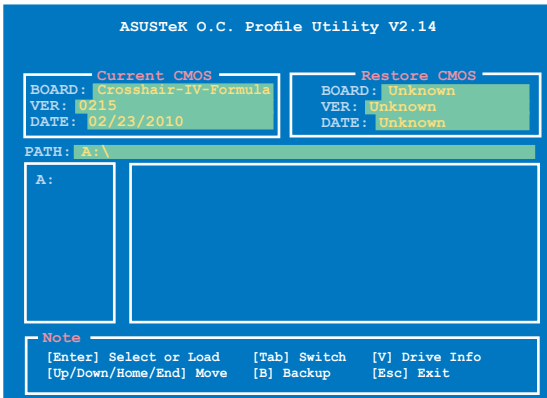 ASUSTeK O.C. Profile Utility V2.14
Current CMOS
BOARD: Crosshair-IV-Formula
VER: 0215
DATE: 02/23/2010
Restore CMOS
BOARD: Unknown
VER: Unknown
DATE: Unknown
PATH: A:\
A:
Note
[Enter] Select or Load [Tab] Switch [V] Drive Info
[Up/Down/Home/End] Move [B] Backup [Esc] Exit